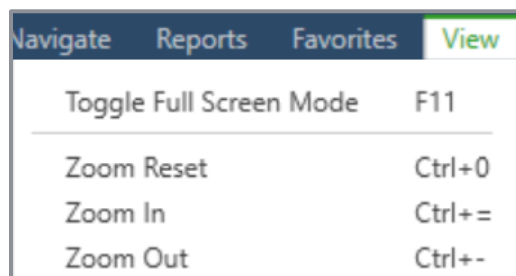 Navigate Reports Favorites View
Toggle Full Screen Mode F11
Zoom Reset Ctrl+0
Zoom In Ctrl+=
Zoom Out Ctrl+-